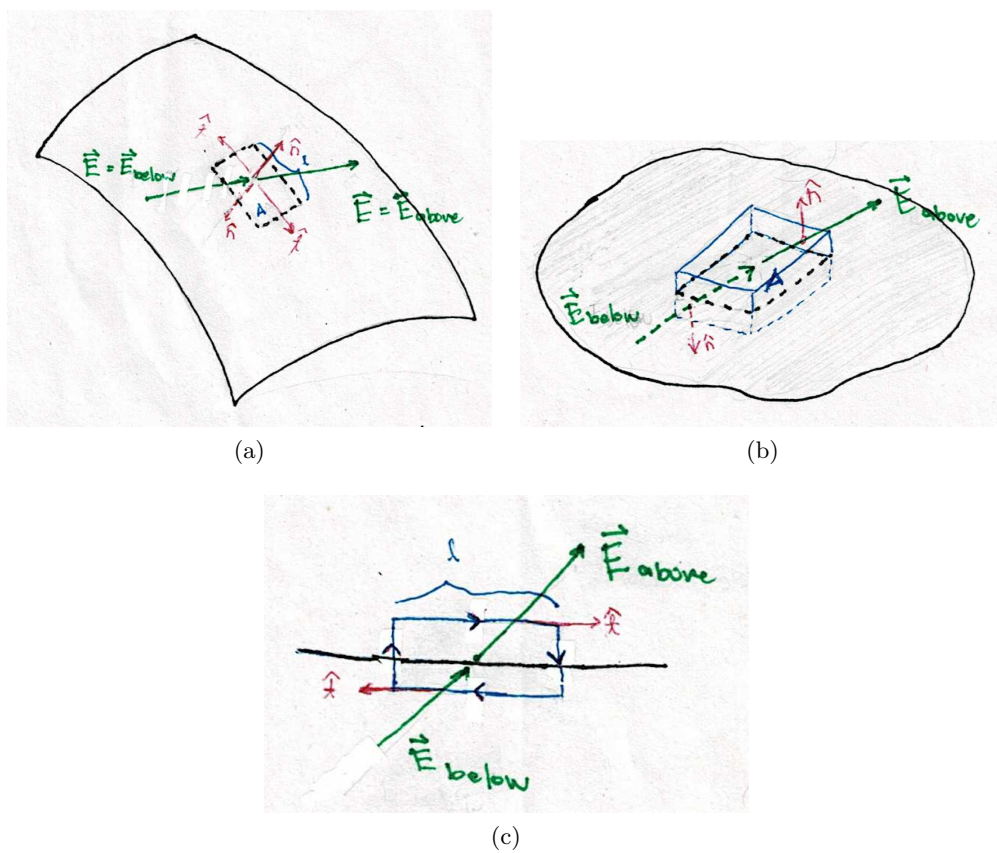 t̂
n̂
l
E⃗ = E⃗below
A
n̂
t̂
E⃗ = E⃗above
(a)
n̂
E⃗above
A
E⃗below
n̂
(b)
l
E⃗above
t̂
t̂
E⃗below
(c)